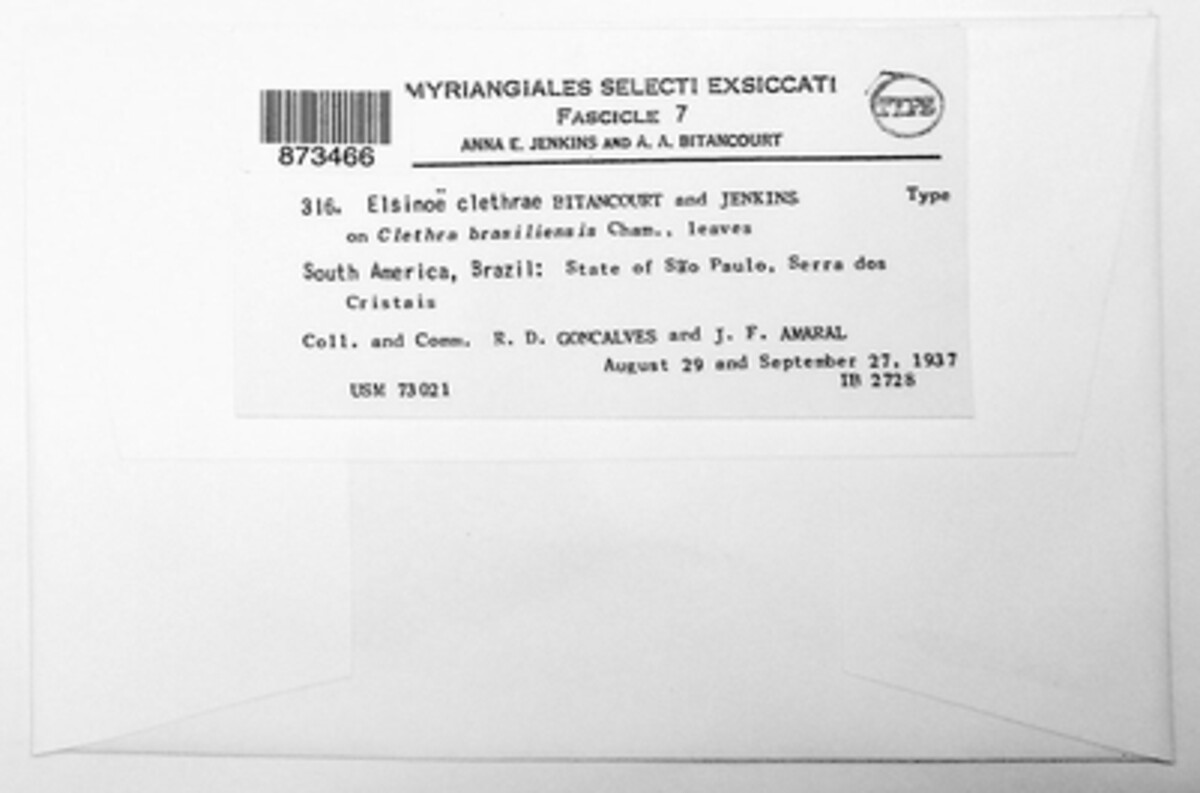 MYRIANGIALES SELECTI EXSICCATI
FASCICLE 7
ANNA E. JENKINS AND A. A. BITANCOURT
873466
TYPE
316. Elsinoë clethrae BITANCOURT and JENKINS Type
on Clethra brasiliensis Cham., leaves
South America, Brazil: State of São Paulo, Serra dos
Cristais
Coll. and Comm. R. D. GONCALVES and J. F. AMARAL
August 29 and September 27, 1937
USM 73021 IB 2728